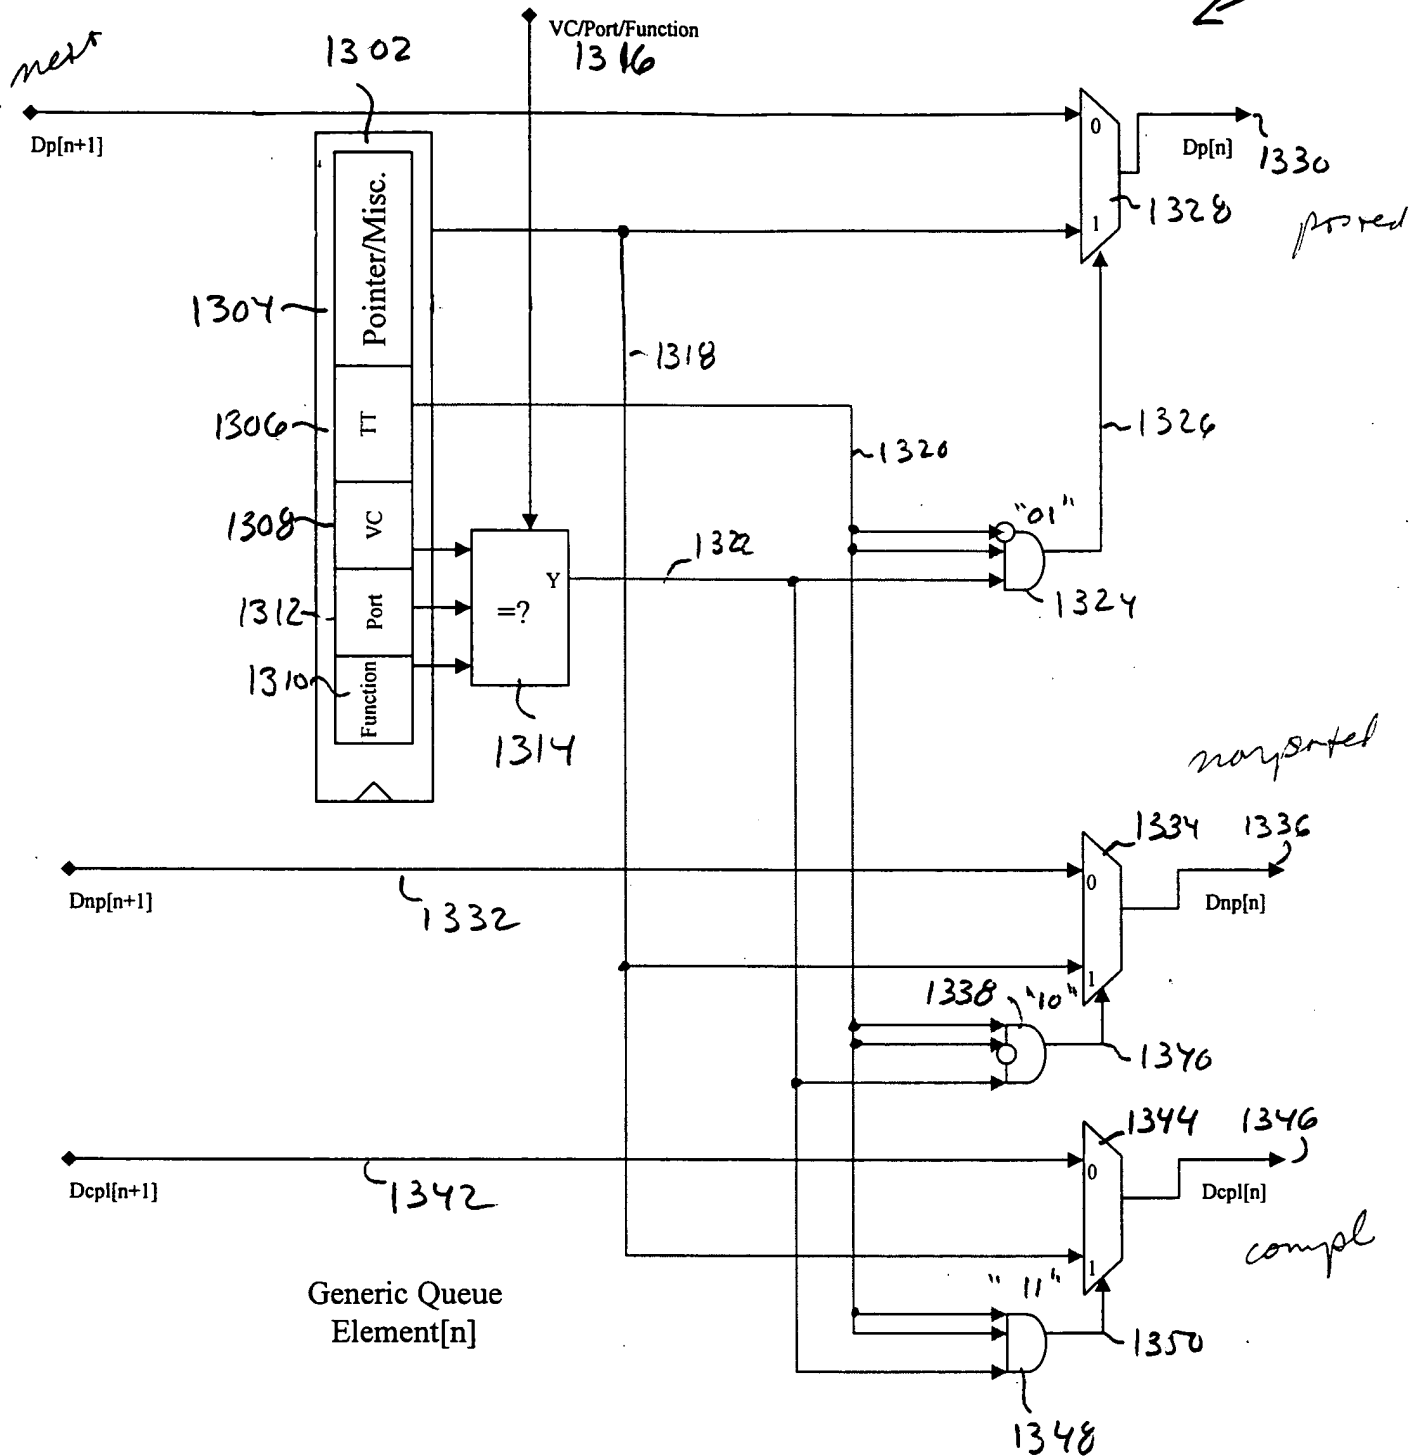 VC/Port/Function
1316
1302
next
Dp[n+1]
0
Dp[n]
1330
1328
posted
1
Pointer/Misc.
1304
1318
TT
1306
1320
1326
VC
1308
"01"
1322
Y
=?
1324
Port
1312
Function
1310
1314
nonposted
1334
1336
0
Dnp[n+1]
Dnp[n]
1332
1
1338
"10"
1340
1344
1346
0
Dcpl[n+1]
Dcpl[n]
1342
compl
1
"11"
Generic Queue
Element[n]
1350
1348